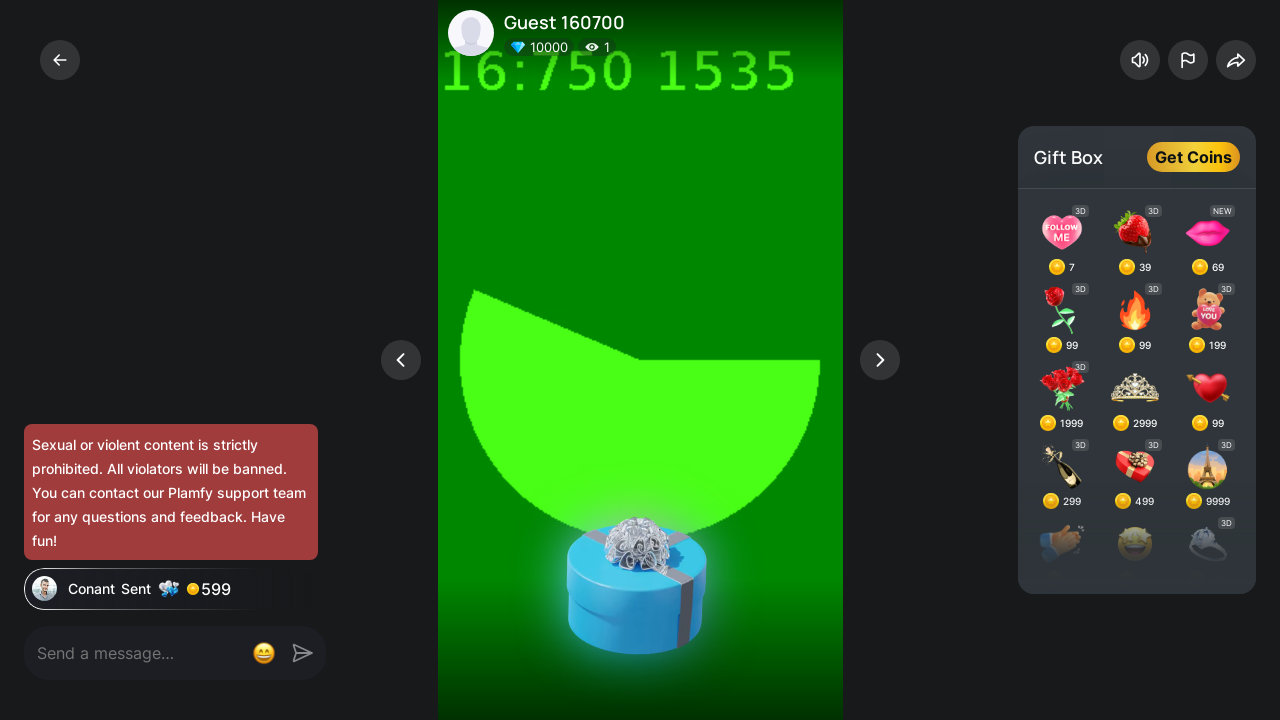 Guest 160700
10000
1
16:750 1535
Gift Box
Get Coins
3D
3D
NEW
FOLLOW
ME
7
39
69
3D
3D
3D
LOVE
YOU
99
99
199
3D
1999
2999
99
3D
3D
3D
299
499
9999
3D
Sexual or violent content is strictly
prohibited. All violators will be banned.
You can contact our Plamfy support team
for any questions and feedback. Have
fun!
Conant Sent 599
Send a message...